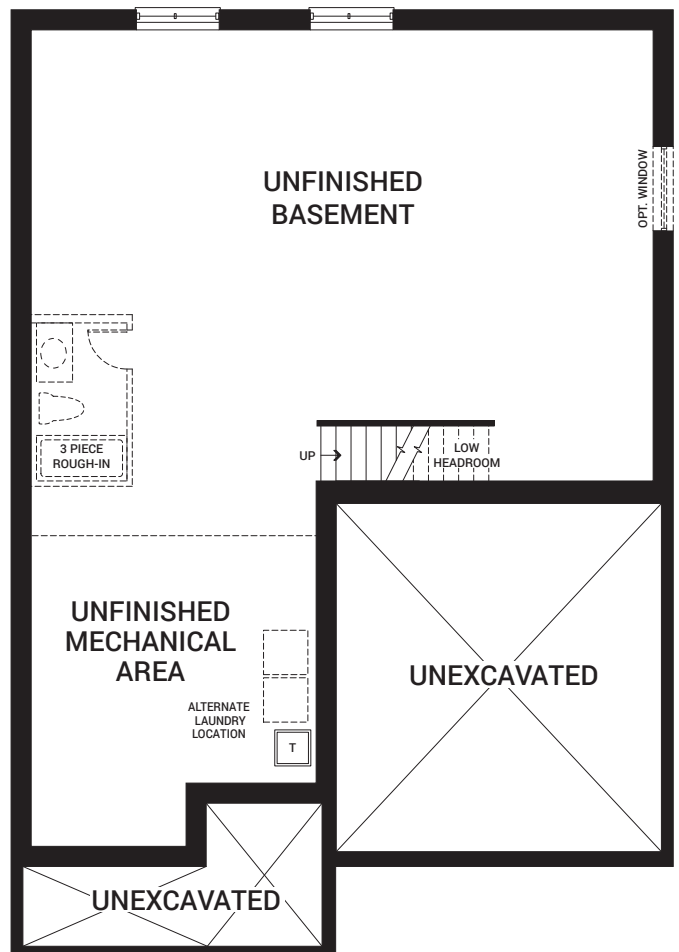 UNFINISHED
BASEMENT
OPT. WINDOW
3 PIECE
ROUGH-IN
UP
LOW
HEADROOM
UNFINISHED
MECHANICAL
AREA
ALTERNATE
LAUNDRY
LOCATION
T
UNEXCAVATED
UNEXCAVATED